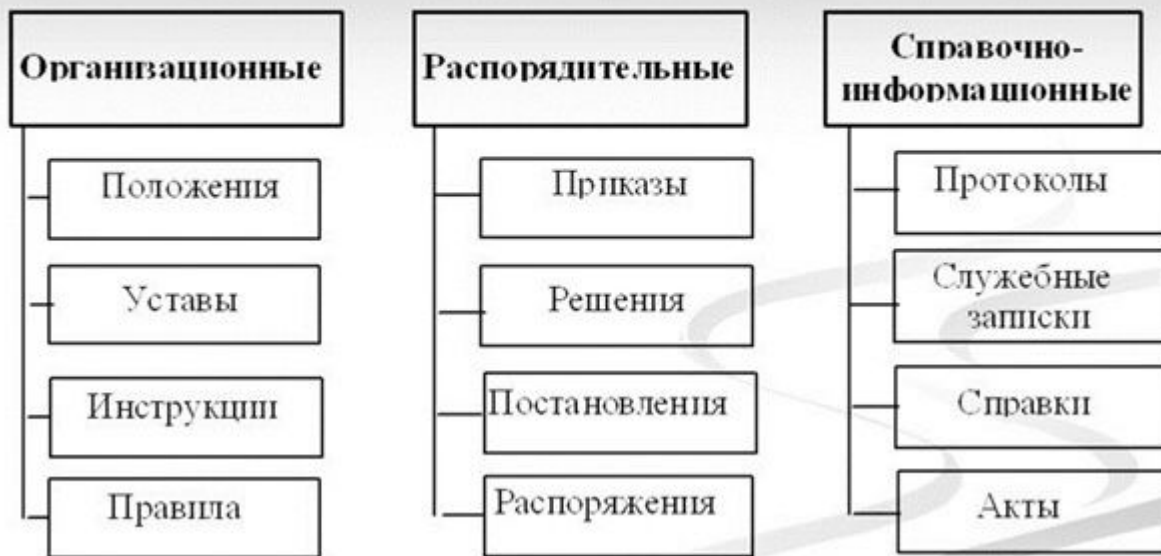 Организационные
Положения
Уставы
Инструкции
Правила
Распорядительные
Приказы
Решения
Постановления
Распоряжения
Справочно-
информационные
Протоколы
Служебные
записки
Справки
Акты